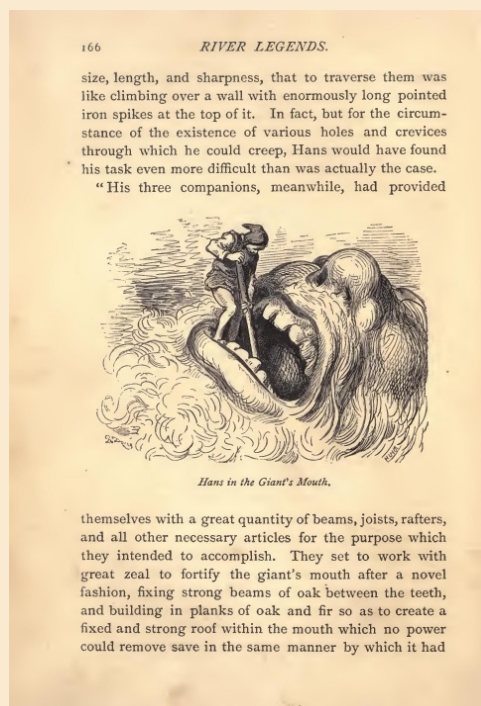 166 RIVER LEGENDS.
size, length, and sharpness, that to traverse them was
like climbing over a wall with enormously long pointed
iron spikes at the top of it. In fact, but for the circum-
stance of the existence of various holes and crevices
through which he could creep, Hans would have found
his task even more difficult than was actually the case.
“His three companions, meanwhile, had provided
Hans in the Giant's Mouth.
themselves with a great quantity of beams, joists, rafters,
and all other necessary articles for the purpose which
they intended to accomplish. They set to work with
great zeal to fortify the giant's mouth after a novel
fashion, fixing strong beams of oak between the teeth,
and building in planks of oak and fir so as to create a
fixed and strong roof within the mouth which no power
could remove save in the same manner by which it had